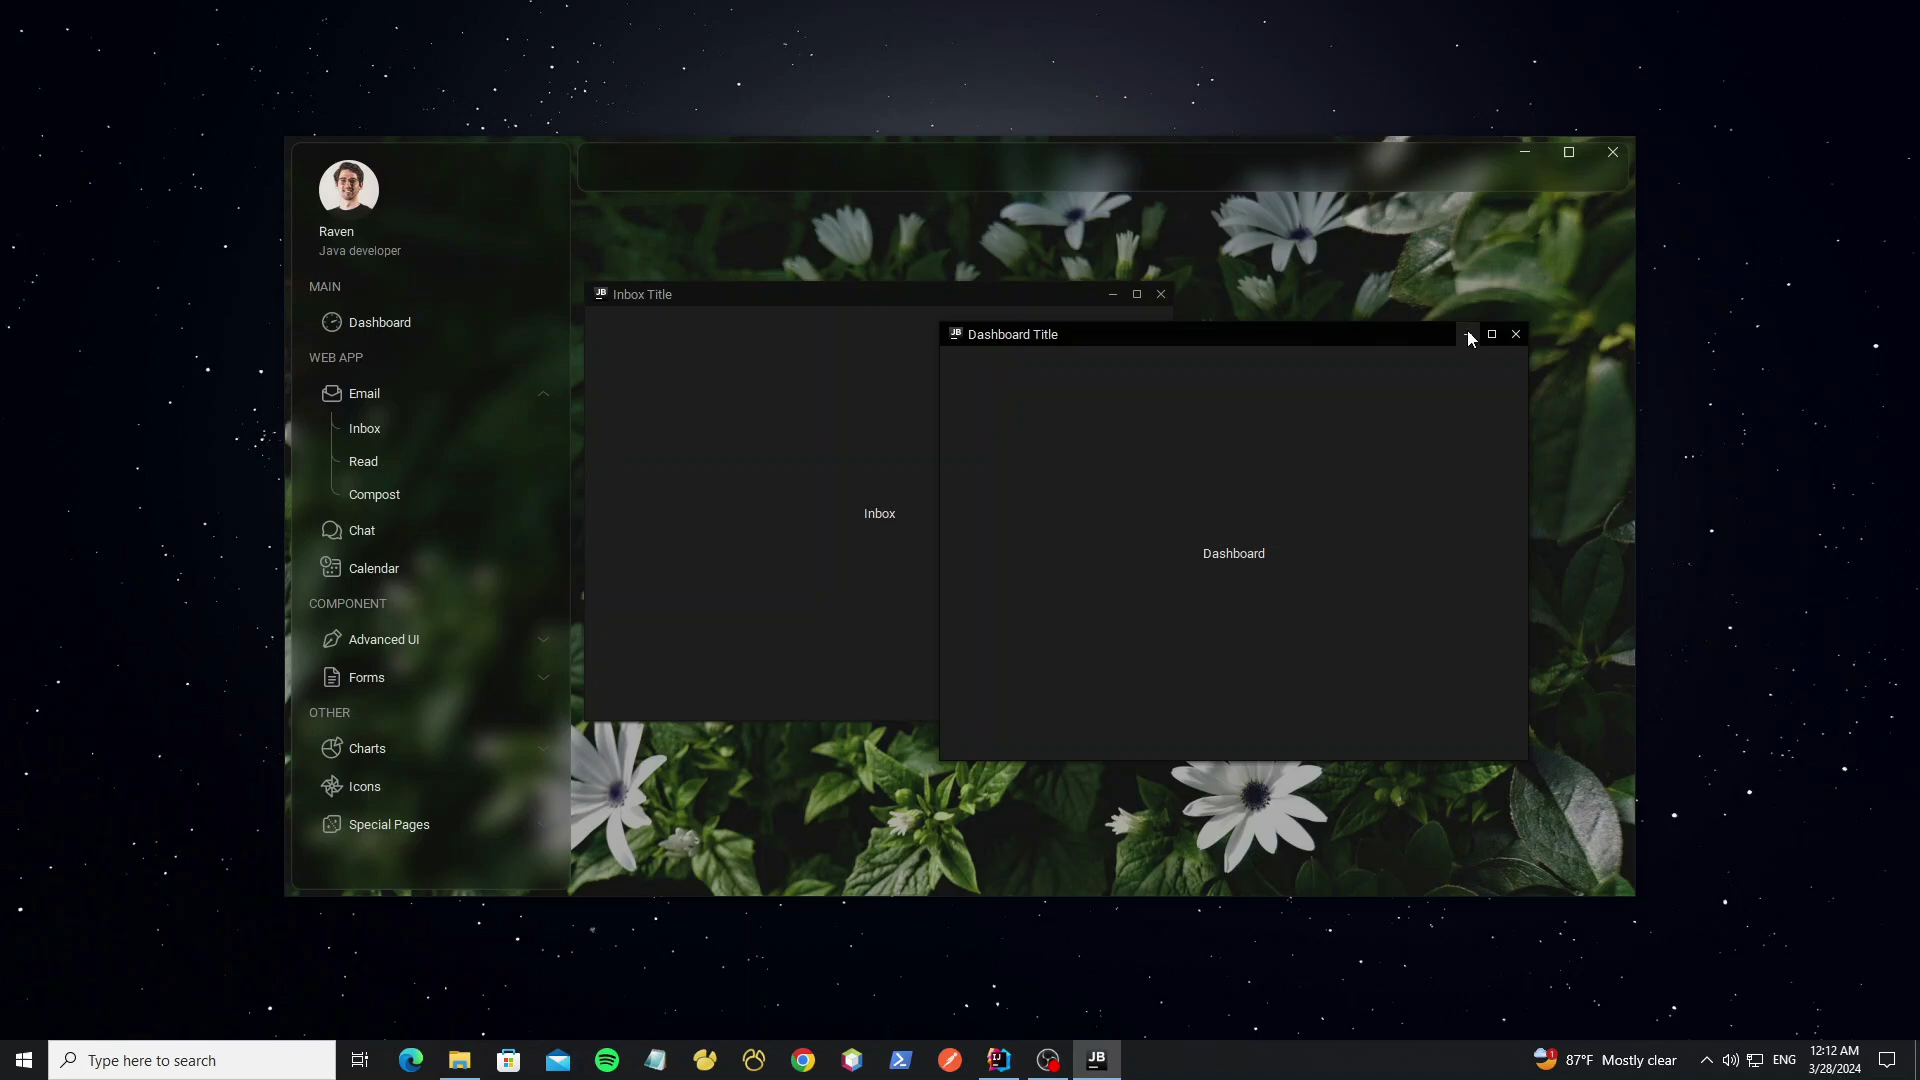 Raven
Java developer
MAIN
Dashboard
WEB APP
Email
Inbox
Read
Compost
Chat
Calendar
COMPONENT
Advanced UI
Forms
OTHER
Charts
Icons
Special Pages
JB Inbox Title
Inbox
JB Dashboard Title
Dashboard
Type here to search
IJ
JB
1
87°F Mostly clear
ENG
12:12 AM
3/28/2024